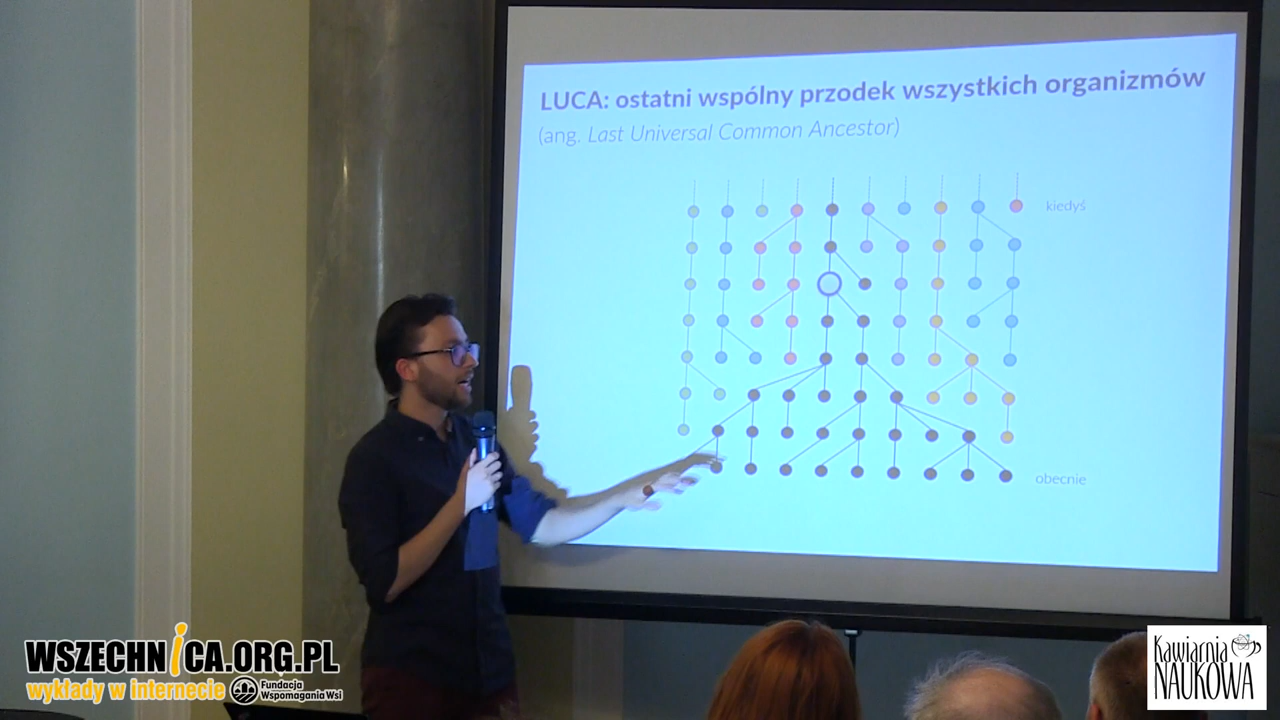 LUCA: ostatni wspólny przodek wszystkich organizmów
(ang. Last Universal Common Ancestor)
kiedyś
obecnie
WSZECHNiCA.ORG.PL
wykłady w internecie
Fundacja
Wspomagania Wsi
Kawiarnia
NAUKOWA